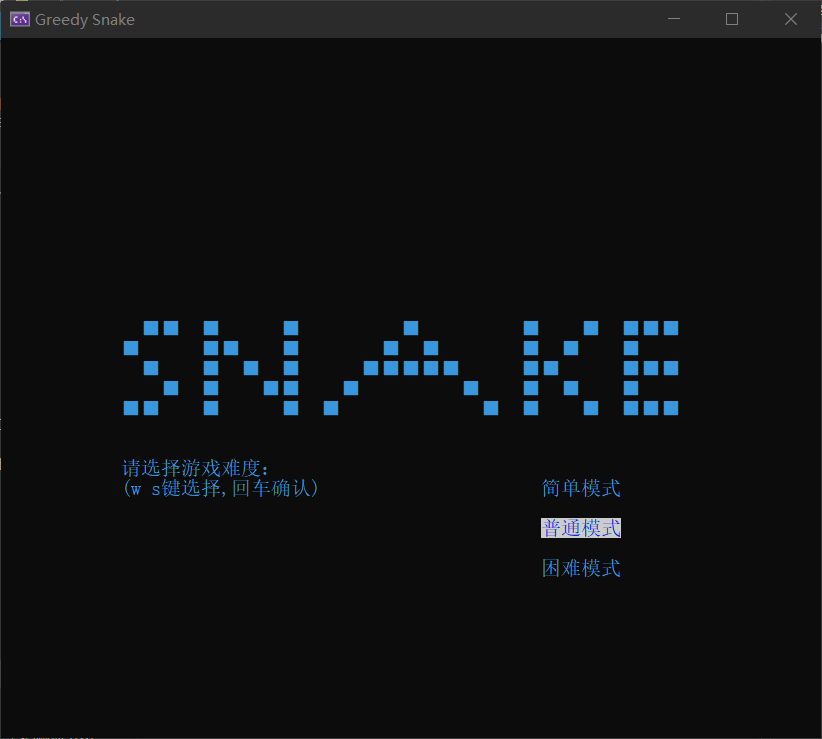 Greedy Snake
SNAKE
请选择游戏难度:
(w s键选择,回车确认)
简单模式
普通模式
困难模式